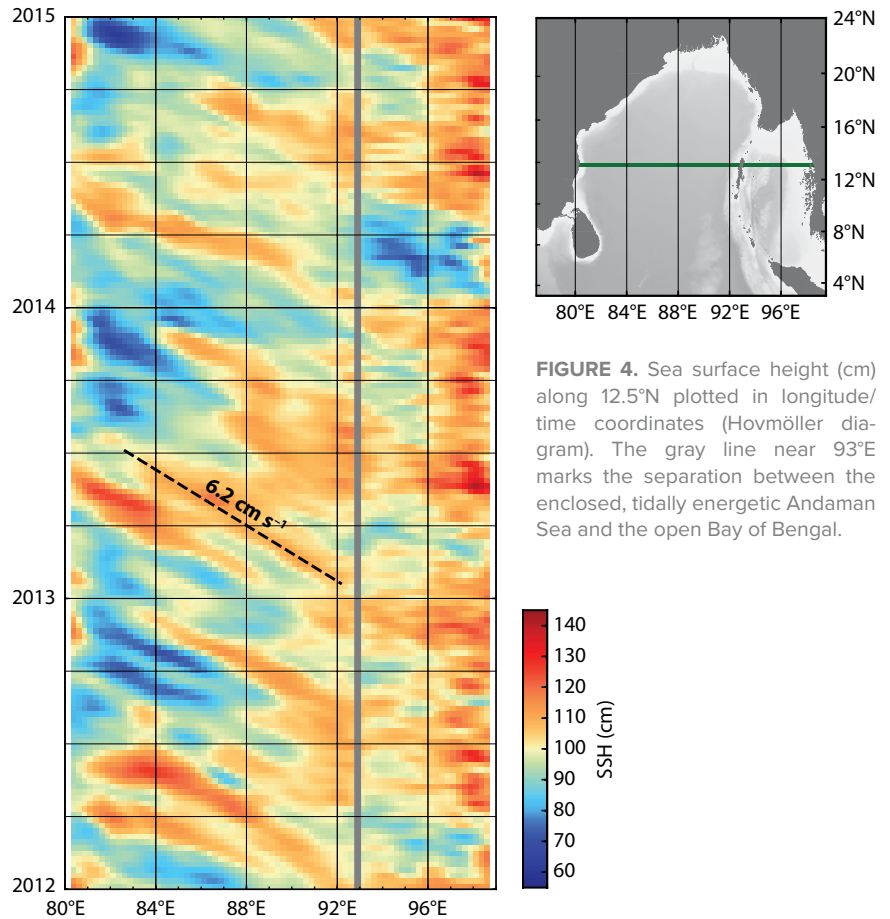 2015
2014
2013
2012
80°E 84°E 88°E 92°E 96°E
6.2 cm s⁻¹
24°N
20°N
16°N
12°N
8°N
4°N
80°E 84°E 88°E 92°E 96°E
FIGURE 4. Sea surface height (cm)
along 12.5°N plotted in longitude/
time coordinates (Hovmöller dia-
gram). The gray line near 93°E
marks the separation between the
enclosed, tidally energetic Andaman
Sea and the open Bay of Bengal.
140
130
120
110
100
90
80
70
60
SSH (cm)